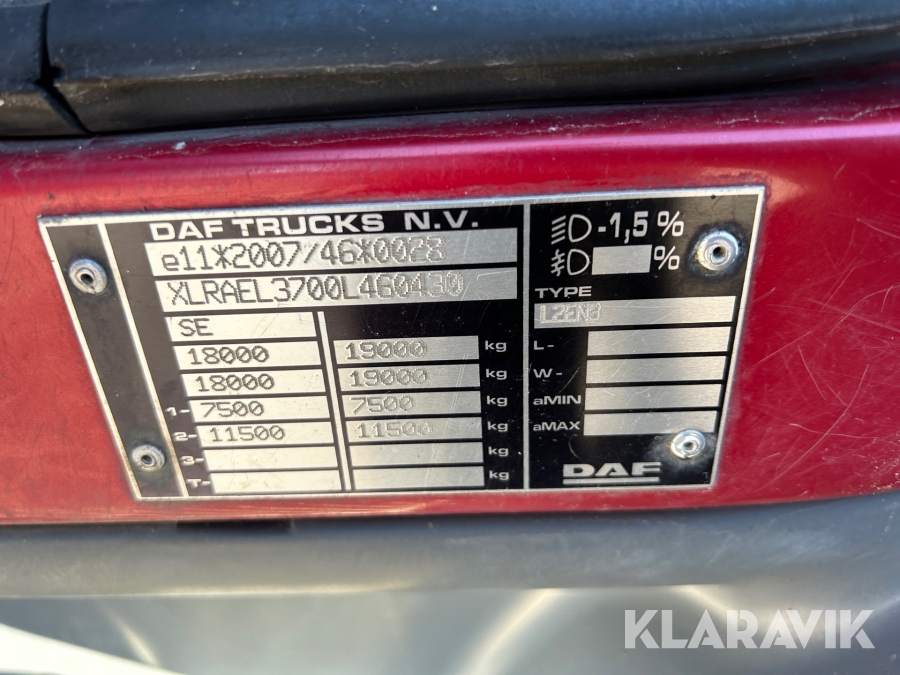 DAF TRUCKS N.V.
e11*2007/46*0028
XLRAEL3700L460430
SE
18000 19000 kg
18000 19000 kg
1- 7500 7500 kg
2- 11500 11500 kg
3- kg
T- kg
-1,5 %
%
TYPE
L2EN3
L-
W-
aMIN
aMAX
DAF
KLARAVIK